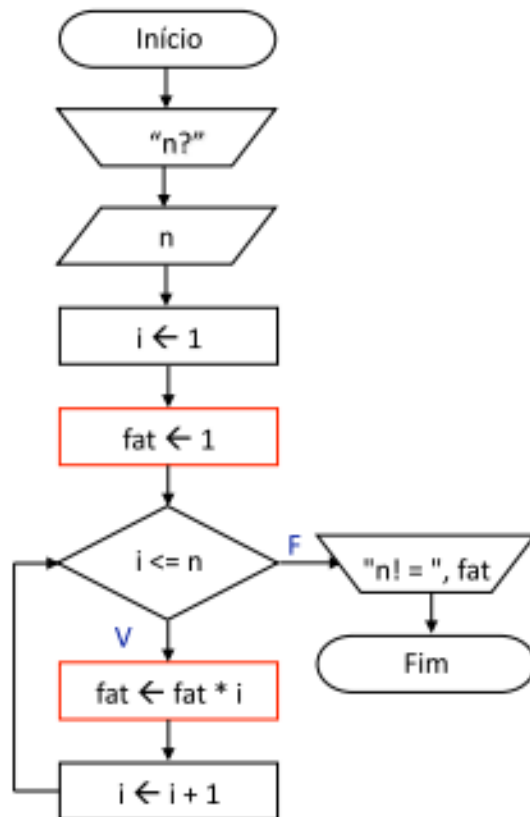 Início
“n?”
n
i ← 1
fat ← 1
i <= n
F
"n! = ", fat
V
Fim
fat ← fat * i
i ← i + 1